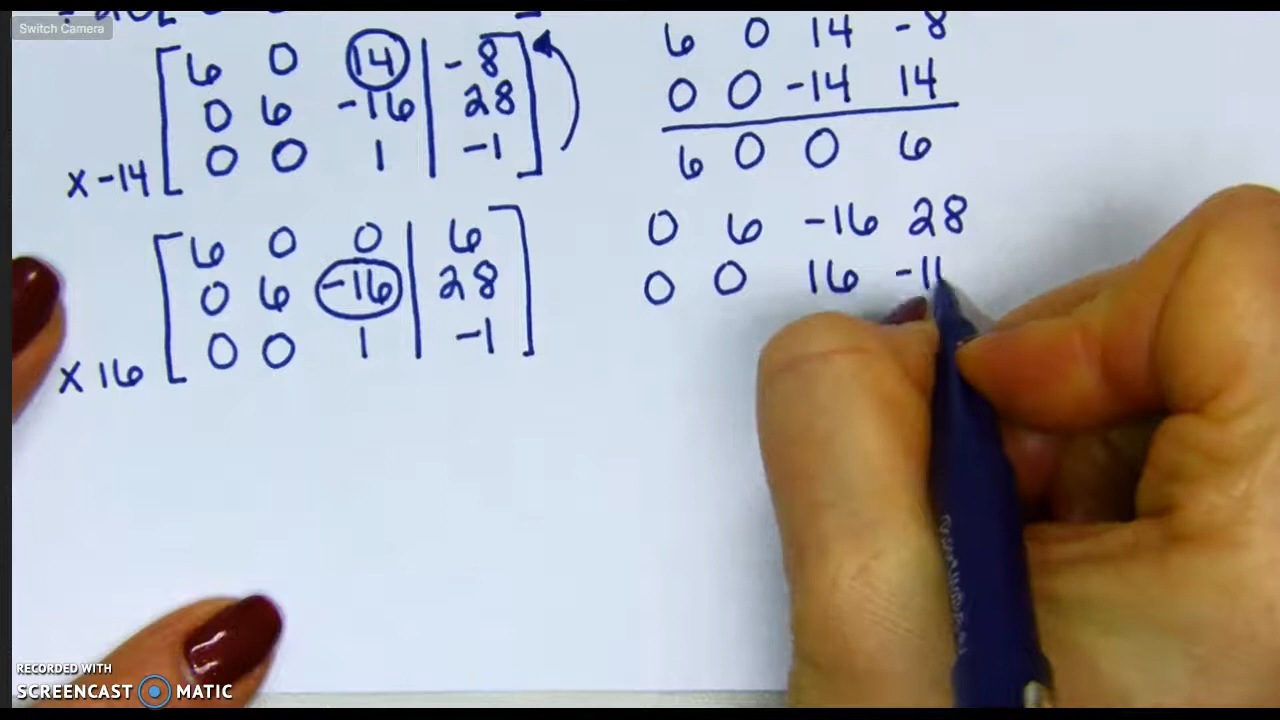 Switch Camera
6 0 14 | -8
0 6 -16 | 28
x -14 0 0 1 | -1
6 0 14 -8
0 0 -14 14
6 0 0 6
6 0 0 | 6
0 6 -16 | 28
x 16 0 0 1 | -1
0 6 -16 28
0 0 16 -1
RECORDED WITH
SCREENCAST MATIC